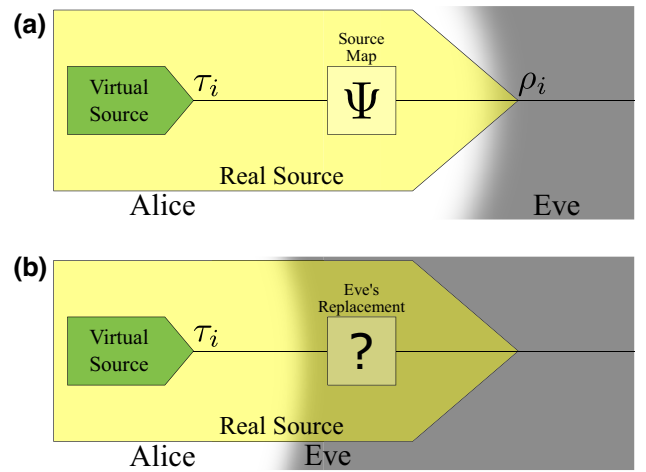 (a)
Virtual
Source
τᵢ
Source
Map
Ψ
ρᵢ
Real Source
Alice
Eve
(b)
Virtual
Source
τᵢ
Eve's
Replacement
?
Real Source
Alice
Eve